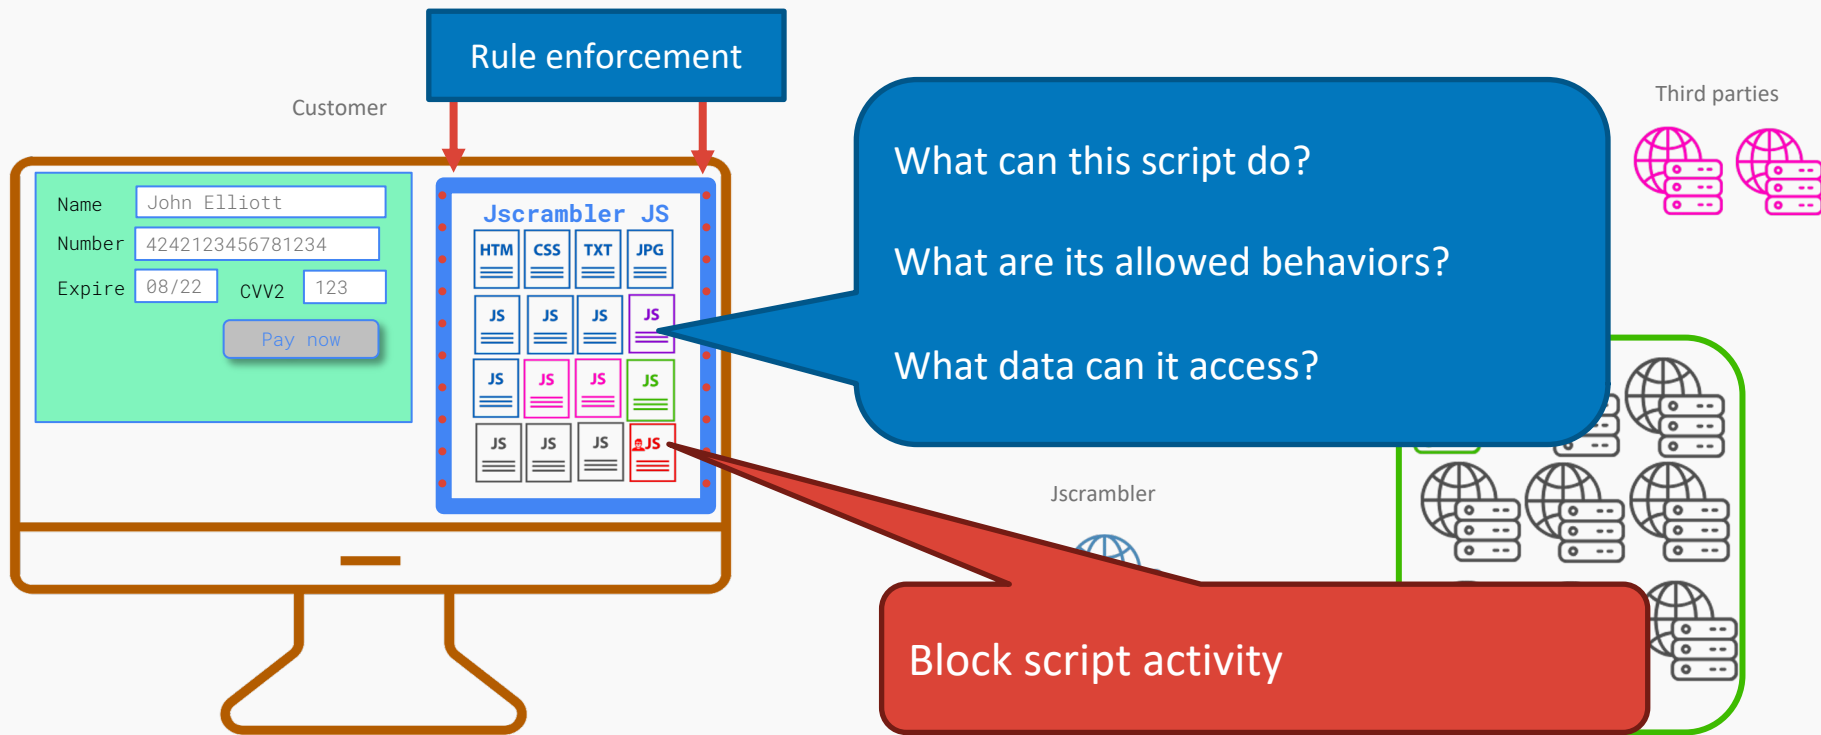 Rule enforcement
Customer
Third parties
What can this script do?
What are its allowed behaviors?
What data can it access?
Name John Elliott
Number 4242123456781234
Expire 08/22 CVV2 123
Pay now
Jscrambler JS
HTM CSS TXT JPG
JS JS JS JS
JS JS JS JS
JS JS JS JS
Jscrambler
Block script activity